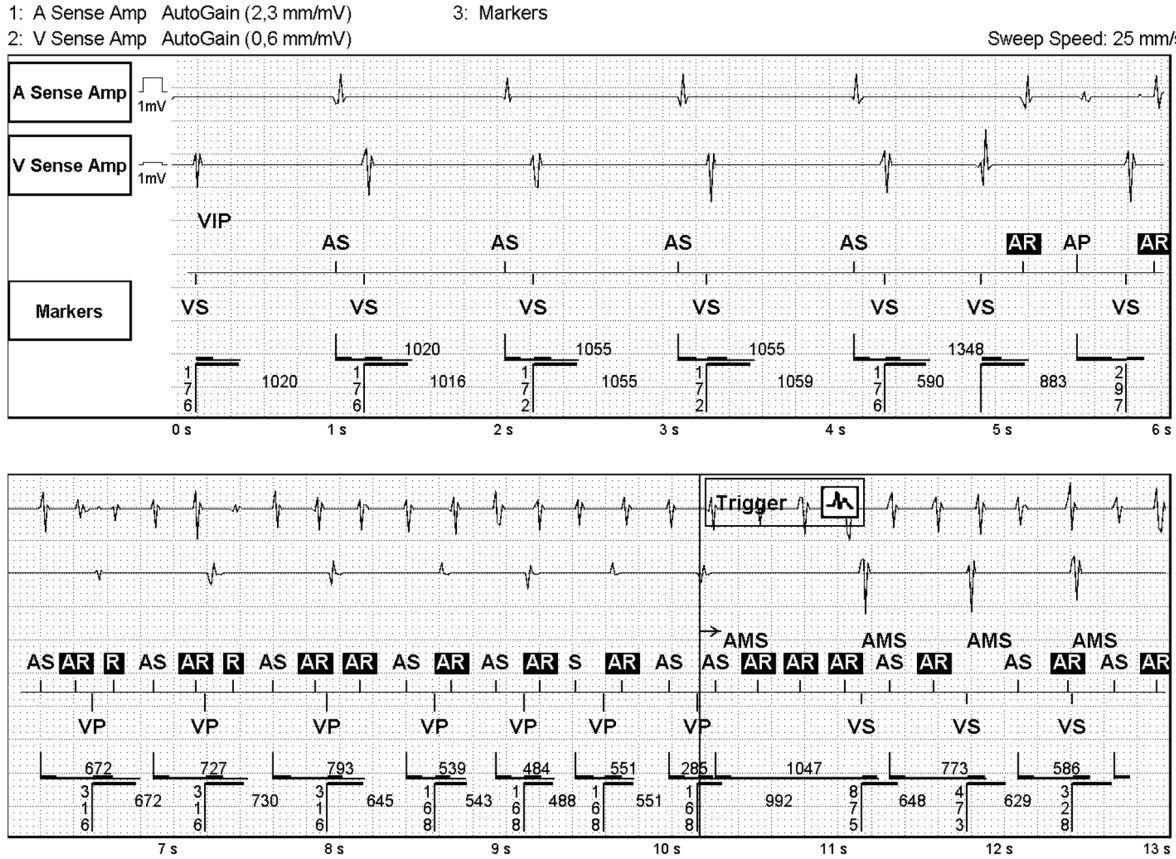 1: A Sense Amp AutoGain (2,3 mm/mV) 3: Markers
2: V Sense Amp AutoGain (0,6 mm/mV) Sweep Speed: 25 mm/s
A Sense Amp 1mV
V Sense Amp 1mV
VIP
AS AS AS AS AR AP AR
Markers
VS VS VS VS VS VS VS
1020 1055 1055 1348
176 1020 176 1016 172 1055 172 1059 176 590 883 297
0 s 1 s 2 s 3 s 4 s 5 s 6 s
Trigger
AMS AMS AMS AMS
AS AR R AS AR R AS AR AR AS AR AS AR S AR AS AS AR AR AR AS AR AS AR AS AR
VP VP VP VP VP VP VP VS VS VS
672 727 793 539 484 551 285 1047 773 586
316 672 316 730 316 645 168 543 168 488 168 551 168 992 875 648 473 629 328
7 s 8 s 9 s 10 s 11 s 12 s 13 s